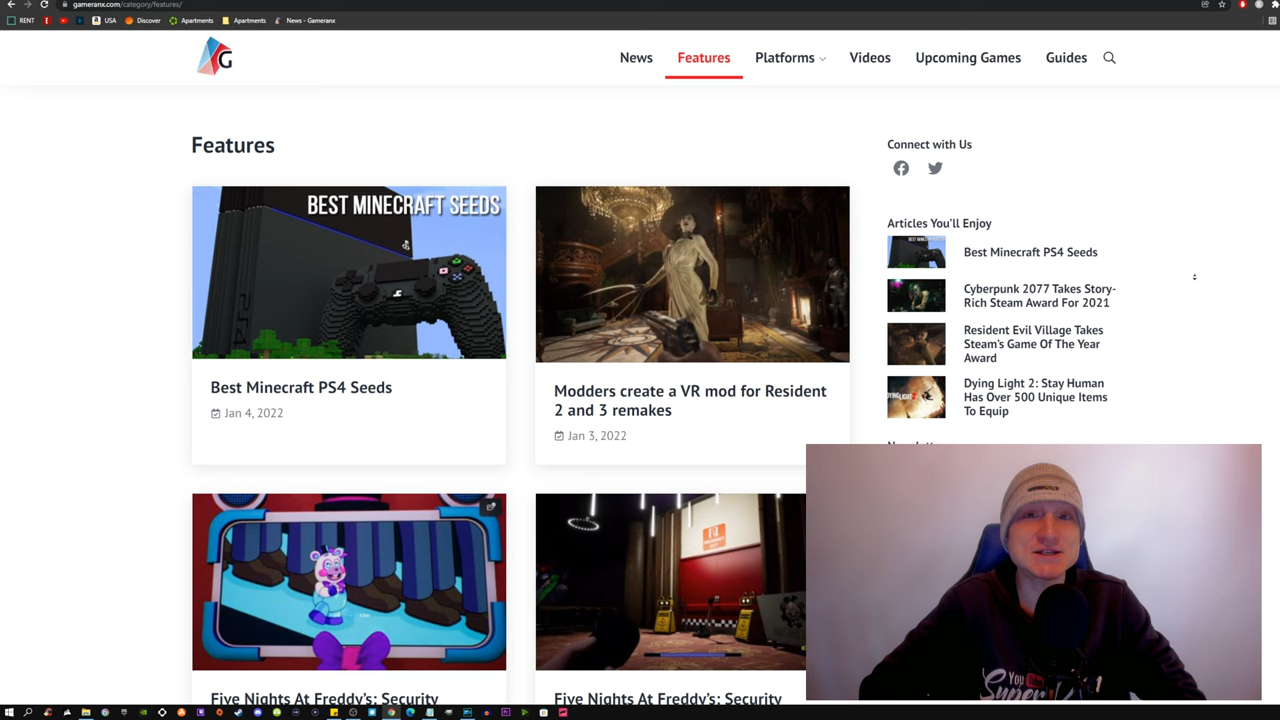 gameranx.com/category/features/
RENT
USA
Discover
Apartments
Apartments
News - Gameranx
G
News
Features
Platforms
Videos
Upcoming Games
Guides
Features
BEST MINECRAFT SEEDS
Best Minecraft PS4 Seeds
Jan 4, 2022
Modders create a VR mod for Resident
2 and 3 remakes
Jan 3, 2022
Five Nights At Freddy's: Security
Five Nights At Freddy's: Security
Connect with Us
Articles You'll Enjoy
Best Minecraft PS4 Seeds
Cyberpunk 2077 Takes Story-
Rich Steam Award For 2021
Resident Evil Village Takes
Steam's Game Of The Year
Award
Dying Light 2: Stay Human
Has Over 500 Unique Items
To Equip